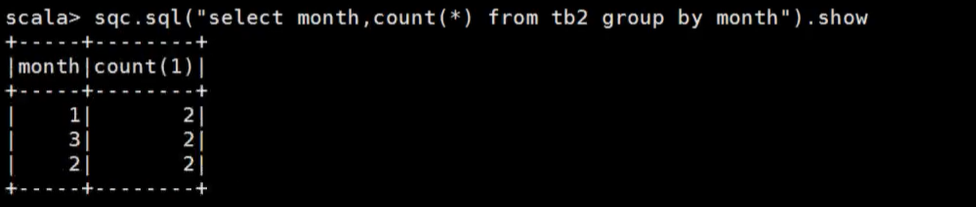 scala> sqc.sql("select month,count(*) from tb2 group by month").show
+-----+--------+
|month|count(1)|
+-----+--------+
|    1|       2|
|    3|       2|
|    2|       2|
+-----+--------+